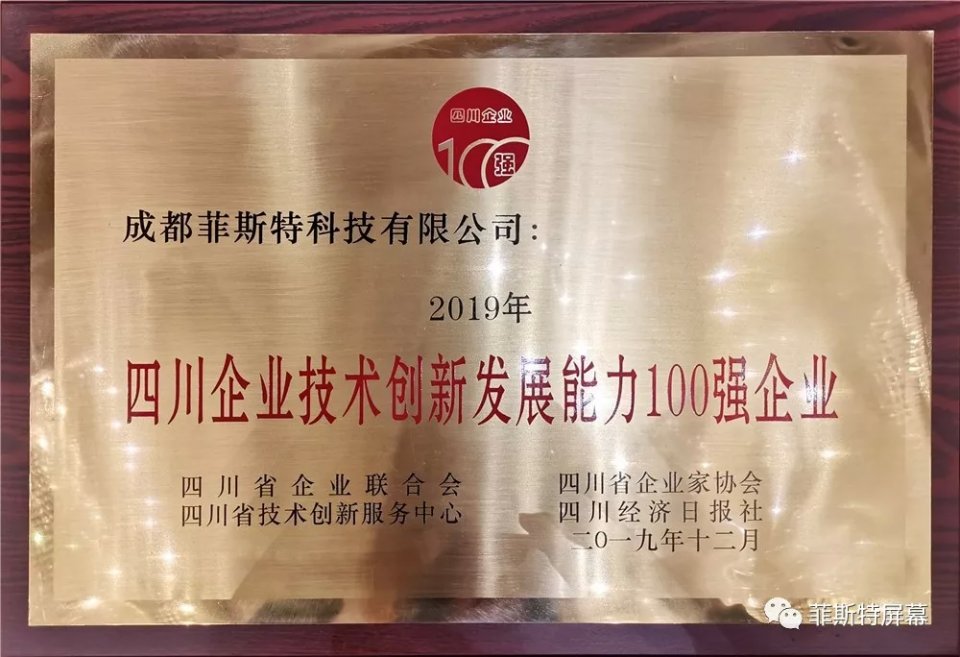 四川企业
100强
成都菲斯特科技有限公司：
2019年
四川企业技术创新发展能力100强企业
四川省企业联合会
四川省技术创新服务中心
四川省企业家协会
四川经济日报社
二〇一九年十二月
菲斯特屏幕